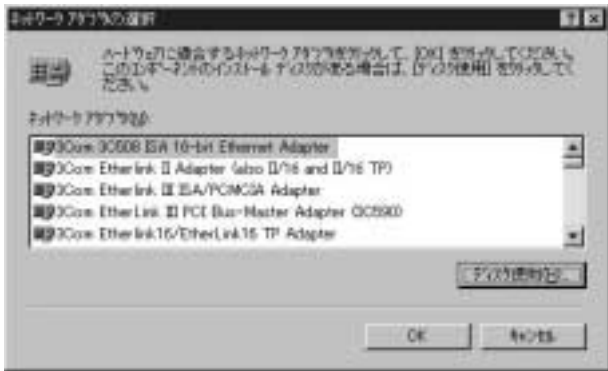 ネットワーク アダプタの選択
ハードウェアに適合するネットワーク アダプタをクリックして、[OK] をクリックしてください。
このコンポーネントのインストール ディスクがある場合は、[ディスク使用] をクリックしてく
ださい。
ネットワーク アダプタ(A):
3Com 3C508 ISA 16-bit Ethernet Adapter
3Com Etherlink II Adapter (also II/16 and II/16 TP)
3Com Etherlink III ISA/PCMCIA Adapter
3Com EtherLink III PCI Bus-Master Adapter (3C590)
3Com Etherlink16/EtherLink16 TP Adapter
ディスク使用(H)...
OK
キャンセル